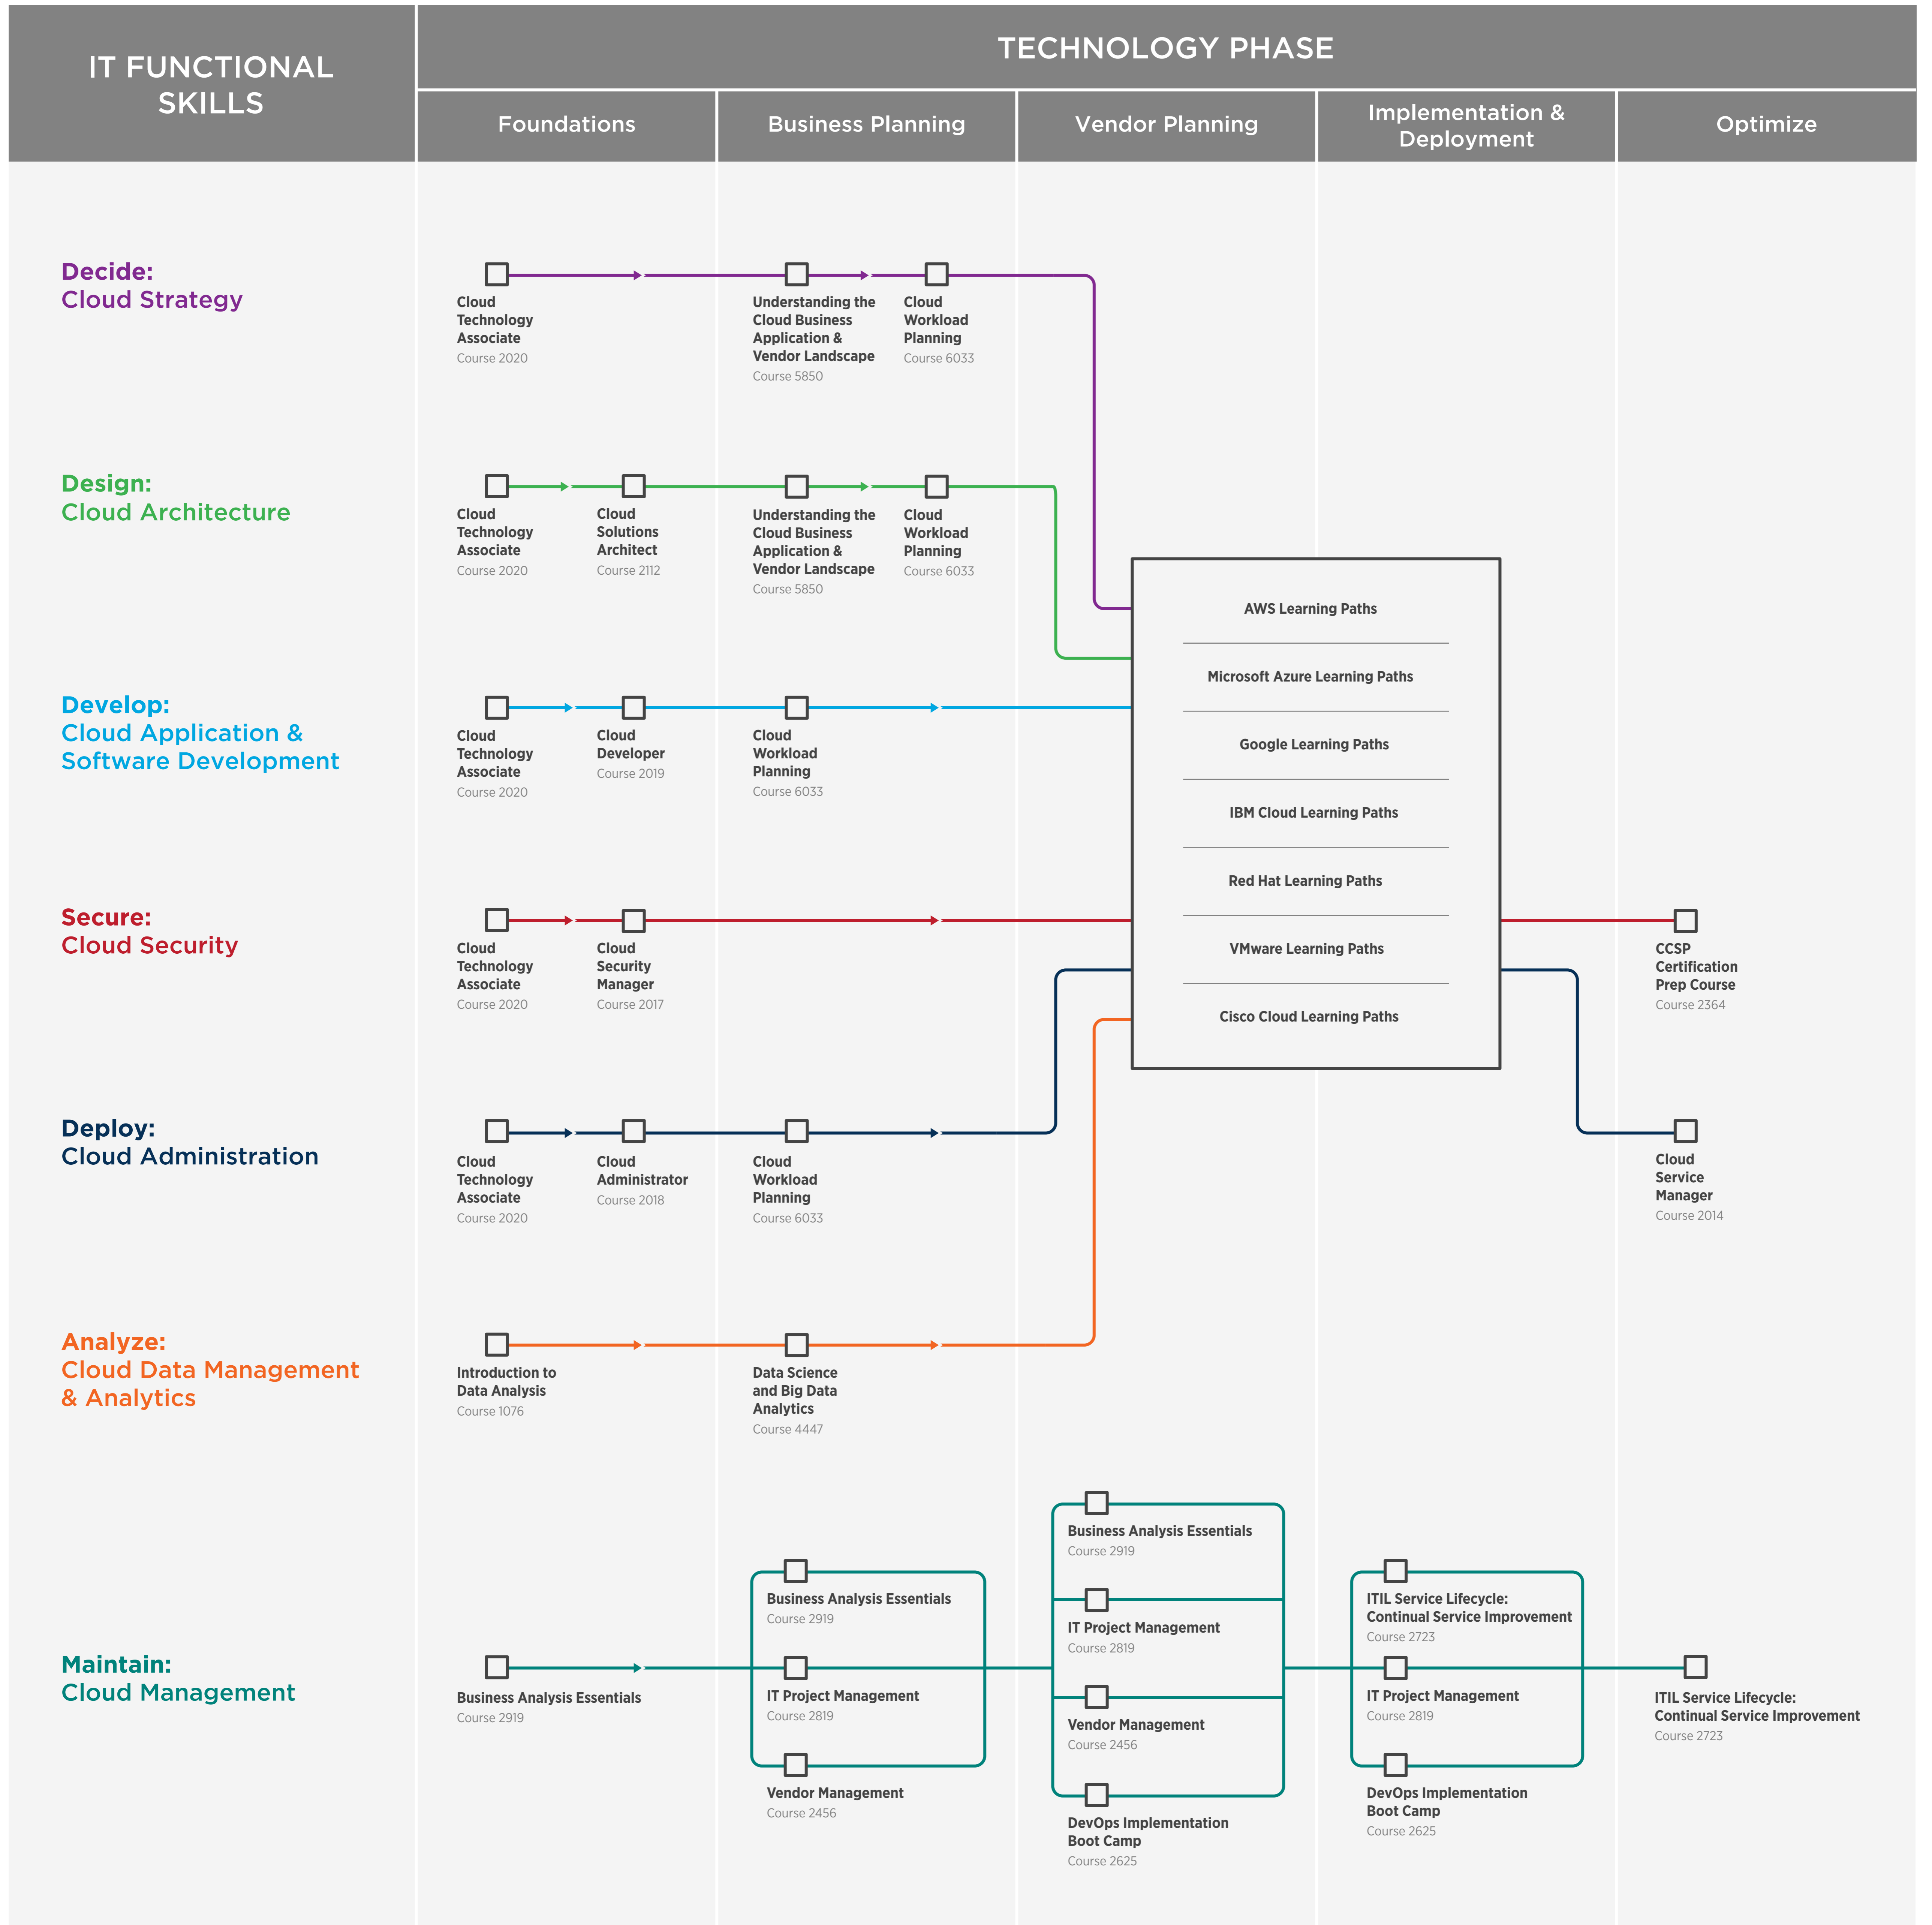 IT FUNCTIONAL
SKILLS
TECHNOLOGY PHASE
Foundations
Business Planning
Vendor Planning
Implementation &
Deployment
Optimize
Decide:
Cloud Strategy
Cloud
Technology
Associate
Course 2020
Understanding the
Cloud Business
Application &
Vendor Landscape
Course 5850
Cloud
Workload
Planning
Course 6033
Design:
Cloud Architecture
Cloud
Technology
Associate
Course 2020
Cloud
Solutions
Architect
Course 2112
Understanding the
Cloud Business
Application &
Vendor Landscape
Course 5850
Cloud
Workload
Planning
Course 6033
Develop:
Cloud Application &
Software Development
Cloud
Technology
Associate
Course 2020
Cloud
Developer
Course 2019
Cloud
Workload
Planning
Course 6033
AWS Learning Paths
Microsoft Azure Learning Paths
Google Learning Paths
IBM Cloud Learning Paths
Red Hat Learning Paths
VMware Learning Paths
Cisco Cloud Learning Paths
Secure:
Cloud Security
Cloud
Technology
Associate
Course 2020
Cloud
Security
Manager
Course 2017
CCSP
Certification
Prep Course
Course 2364
Deploy:
Cloud Administration
Cloud
Technology
Associate
Course 2020
Cloud
Administrator
Course 2018
Cloud
Workload
Planning
Course 6033
Cloud
Service
Manager
Course 2014
Analyze:
Cloud Data Management
& Analytics
Introduction to
Data Analysis
Course 1076
Data Science
and Big Data
Analytics
Course 4447
Maintain:
Cloud Management
Business Analysis Essentials
Course 2919
Business Analysis Essentials
Course 2919
IT Project Management
Course 2819
Vendor Management
Course 2456
Business Analysis Essentials
Course 2919
IT Project Management
Course 2819
Vendor Management
Course 2456
DevOps Implementation
Boot Camp
Course 2625
ITIL Service Lifecycle:
Continual Service Improvement
Course 2723
IT Project Management
Course 2819
DevOps Implementation
Boot Camp
Course 2625
ITIL Service Lifecycle:
Continual Service Improvement
Course 2723